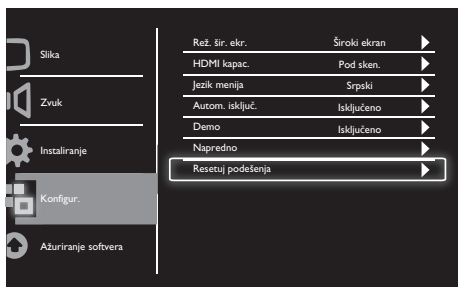 Slika
Zvuk
Instaliranje
Konfigur.
Ažuriranje softvera
Rež. šir. ekr. Široki ekran
HDMI kapac. Pod sken.
Jezik menija Srpski
Autom. isključ. Isključeno
Demo Isključeno
Napredno
Resetuj podešenja